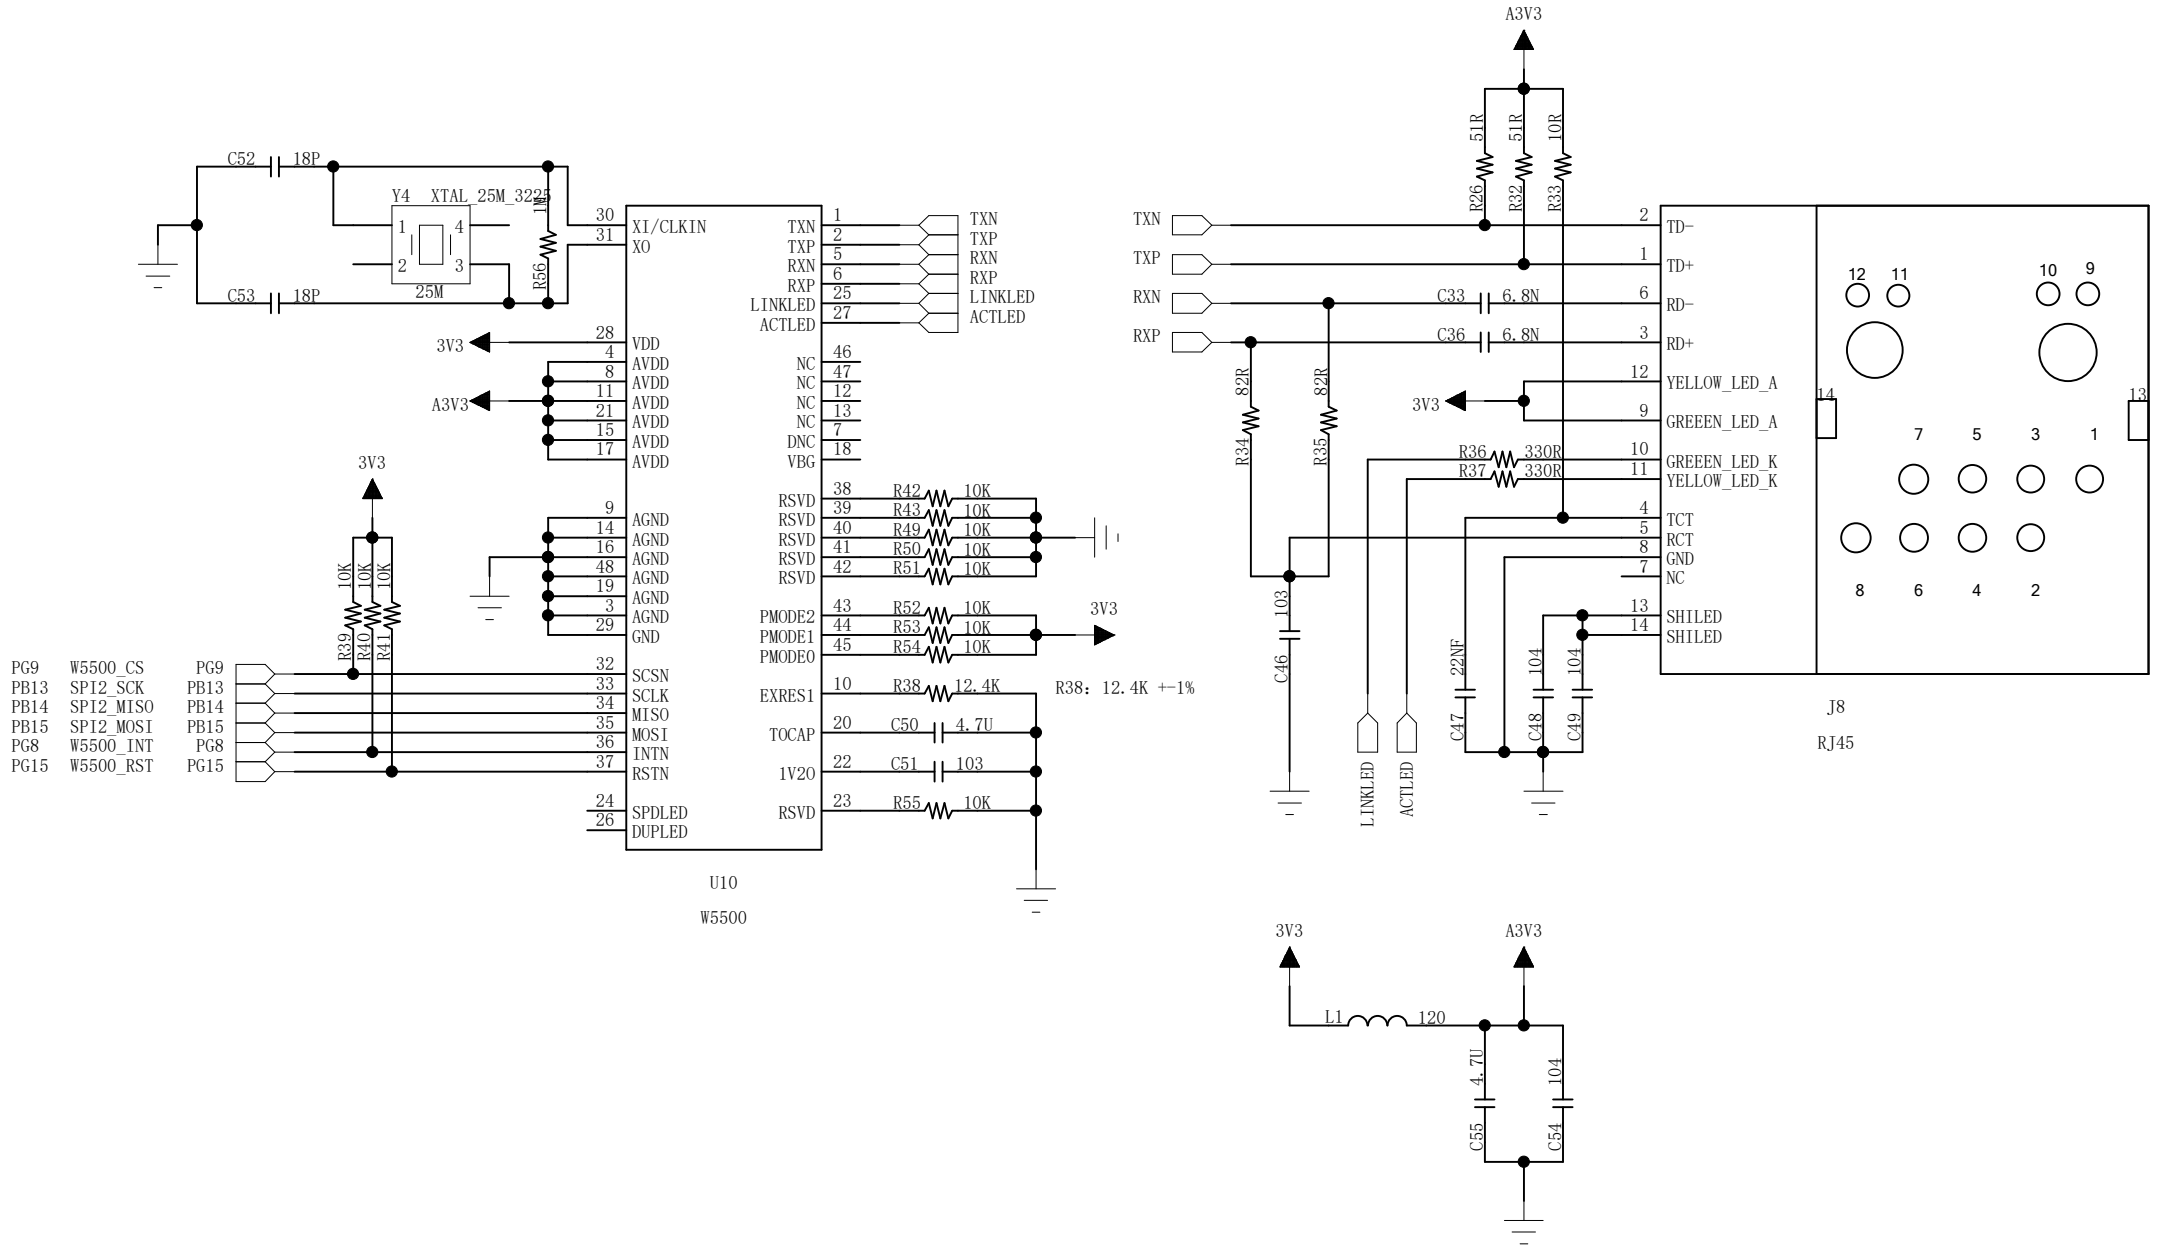 A3V3
51R
51R
10R
R26
R32
R33
C52 18P
Y4 XTAL_25M_3225
1M
1 4
2 3
25M
R56
C53 18P
30 XI/CLKIN
31 XO
28 VDD
3V3
4 AVDD
8 AVDD
11 AVDD
A3V3
21 AVDD
15 AVDD
17 AVDD
9 AGND
14 AGND
16 AGND
48 AGND
19 AGND
3 AGND
29 GND
3V3
10K
10K
10K
R39
R40
R41
PG9 W5500_CS PG9 32 SCSN
PB13 SPI2_SCK PB13 33 SCLK
PB14 SPI2_MISO PB14 34 MISO
PB15 SPI2_MOSI PB15 35 MOSI
PG8 W5500_INT PG8 36 INTN
PG15 W5500_RST PG15 37 RSTN
24 SPDLED
26 DUPLED
TXN 1 TXN
TXP 2 TXP
RXN 5 RXN
RXP 6 RXP
LINKLED 25 LINKLED
ACTLED 27 ACTLED
NC 46
NC 47
NC 12
NC 13
DNC 7
VBG 18
RSVD 38 R42 10K
RSVD 39 R43 10K
RSVD 40 R49 10K
RSVD 41 R50 10K
RSVD 42 R51 10K
PMODE2 43 R52 10K
PMODE1 44 R53 10K
PMODE0 45 R54 10K
3V3
EXRES1 10 R38 12.4K
R38: 12.4K +-1%
TOCAP 20 C50 4.7U
1V2O 22 C51 103
RSVD 23 R55 10K
U10
W5500
TXN 2 TD-
TXP 1 TD+
RXN C33 6.8N 6 RD-
RXP C36 6.8N 3 RD+
82R
82R
R34
R35
3V3
12 YELLOW_LED_A
9 GREEEN_LED_A
R36 330R 10 GREEEN_LED_K
R37 330R 11 YELLOW_LED_K
4 TCT
5 RCT
8 GND
7 NC
13 SHILED
14 SHILED
103
C46
22NF
C47
104
C48
104
C49
LINKLED
ACTLED
12 11 10 9
14 13
7 5 3 1
8 6 4 2
J8
RJ45
3V3 A3V3
L1 120
4.7U
104
C55
C54